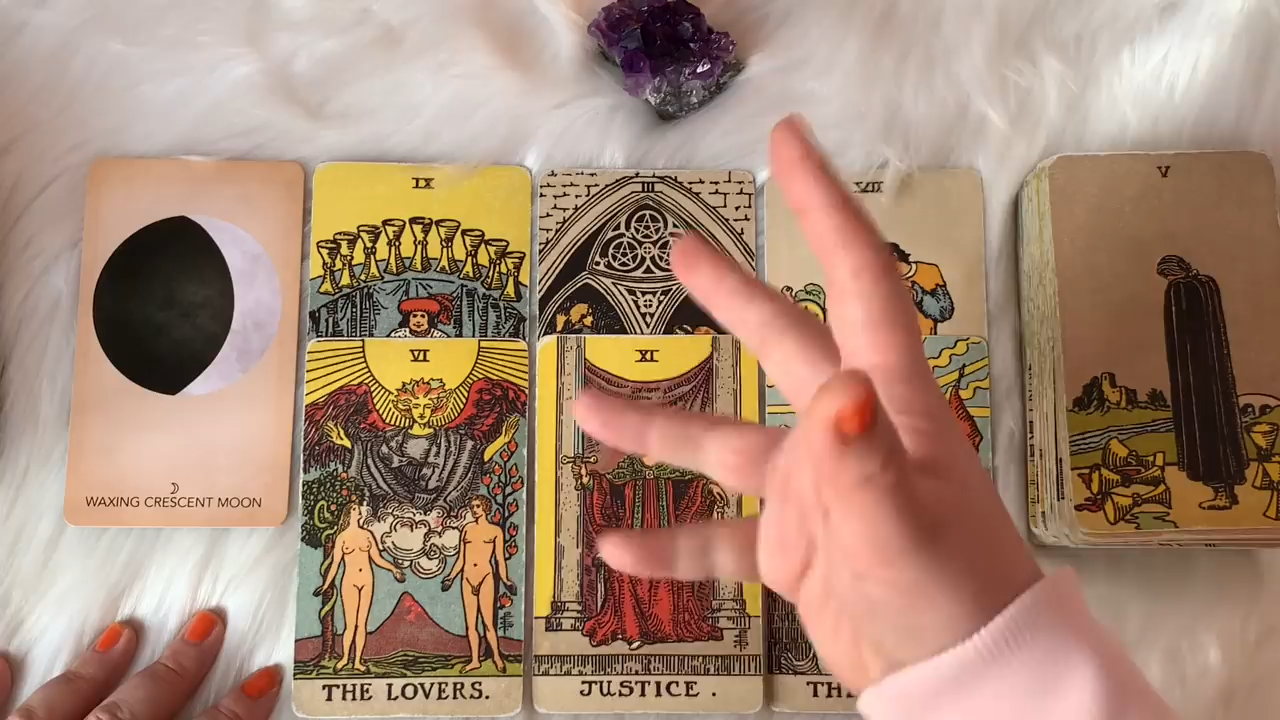 IX
III
VII
V
VI
XI
WAXING CRESCENT MOON
THE LOVERS.
JUSTICE.